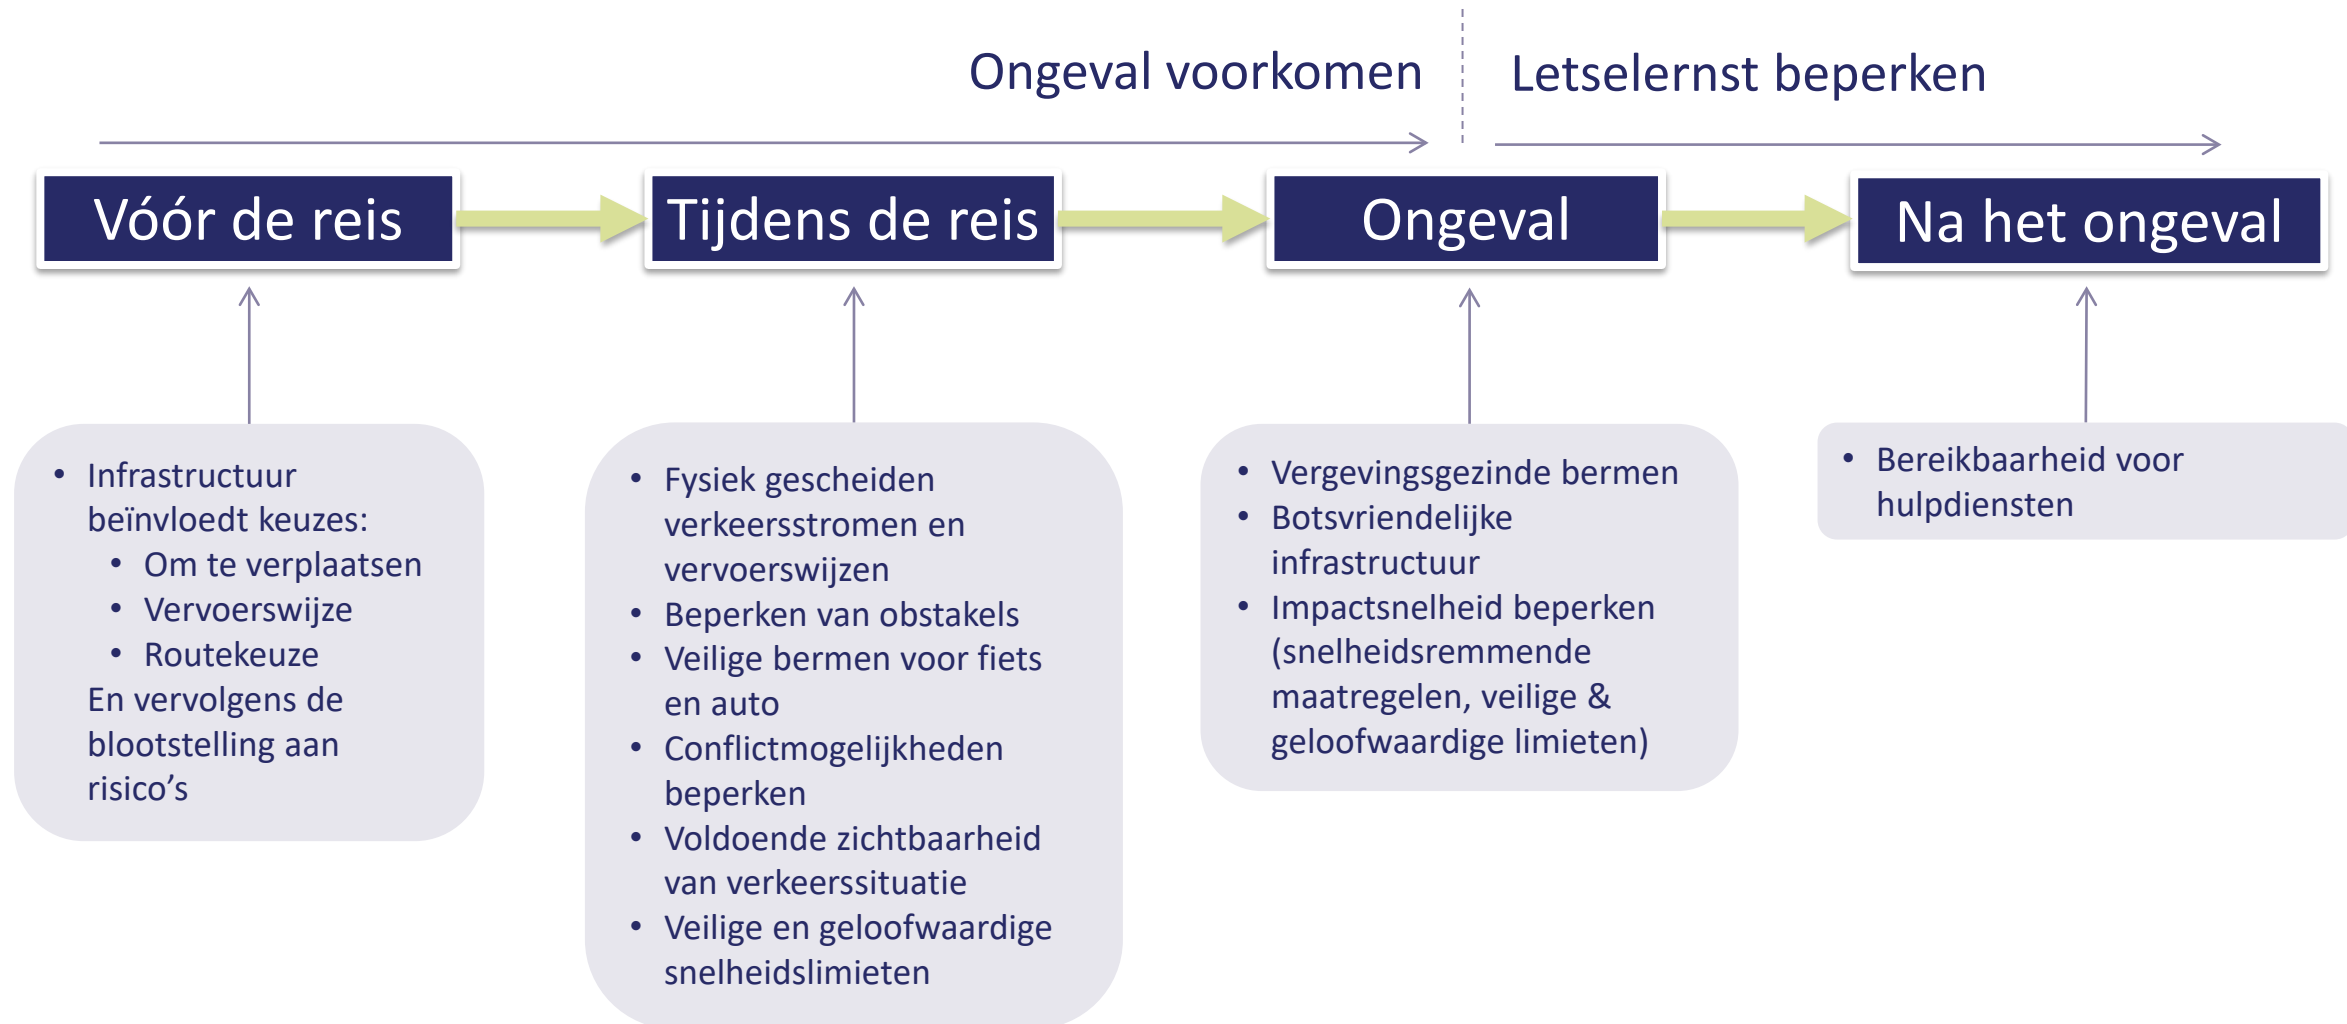 Ongeval voorkomen
Letselernst beperken
Vóór de reis
Tijdens de reis
Ongeval
Na het ongeval
• Infrastructuur
beïnvloedt keuzes:
• Om te verplaatsen
• Vervoerswijze
• Routekeuze
En vervolgens de
blootstelling aan
risico’s
• Fysiek gescheiden
verkeersstromen en
vervoerswijzen
• Beperken van obstakels
• Veilige bermen voor fiets
en auto
• Conflictmogelijkheden
beperken
• Voldoende zichtbaarheid
van verkeerssituatie
• Veilige en geloofwaardige
snelheidslimieten
• Vergevingsgezinde bermen
• Botsvriendelijke
infrastructuur
• Impactsnelheid beperken
(snelheidsremmende
maatregelen, veilige &
geloofwaardige limieten)
• Bereikbaarheid voor
hulpdiensten